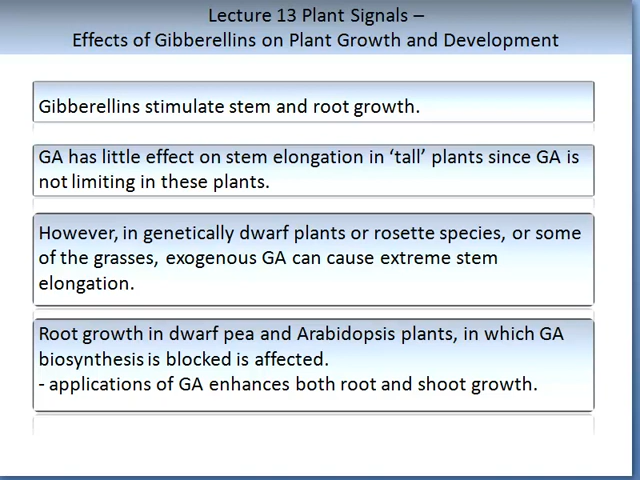 Lecture 13 Plant Signals –
Effects of Gibberellins on Plant Growth and Development
Gibberellins stimulate stem and root growth.
GA has little effect on stem elongation in ‘tall’ plants since GA is
not limiting in these plants.
However, in genetically dwarf plants or rosette species, or some
of the grasses, exogenous GA can cause extreme stem
elongation.
Root growth in dwarf pea and Arabidopsis plants, in which GA
biosynthesis is blocked is affected.
- applications of GA enhances both root and shoot growth.